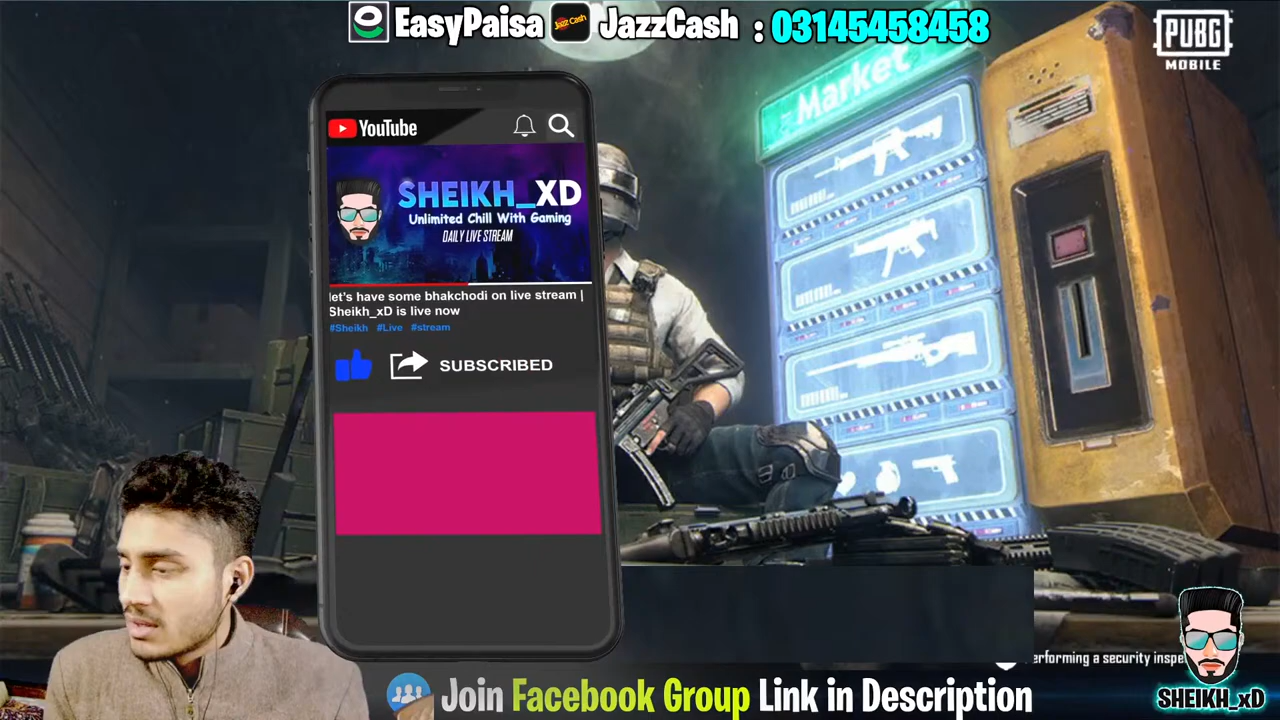 EasyPaisa JazzCash : 03145458458
PUBG
MOBILE
Market
YouTube
SHEIKH_XD
Unlimited Chill With Gaming
DAILY LIVE STREAM
let's have some bhakchodi on live stream |
Sheikh_xD is live now
#Sheikh #Live #stream
SUBSCRIBED
erforming a security inspe
Join Facebook Group Link in Description
SHEIKH_xD